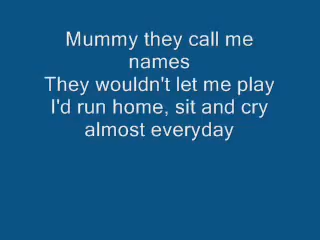 Mummy they call me
names
They wouldn't let me play
I'd run home, sit and cry
almost everyday